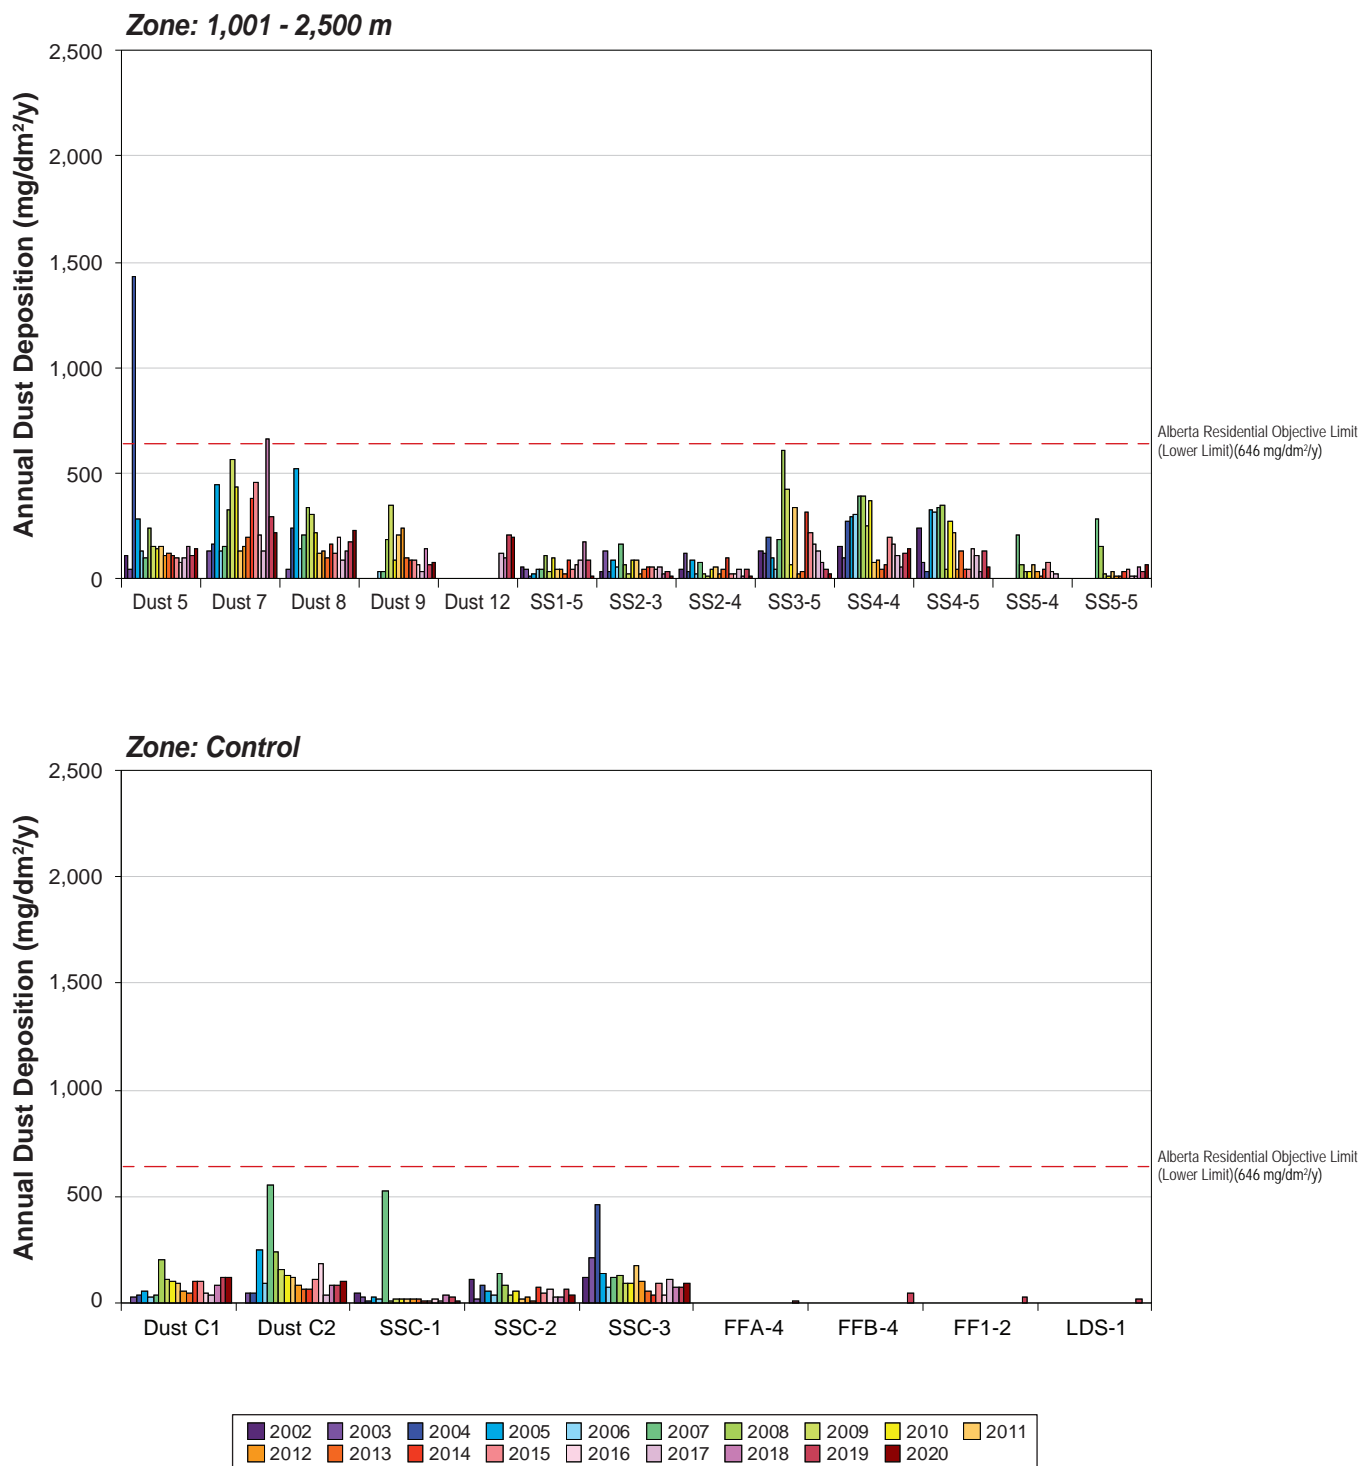 Zone: 1,001 - 2,500 m
Annual Dust Deposition (mg/dm²/y)
2,500
2,000
1,500
1,000
500
0
Alberta Residential Objective Limit
(Lower Limit)(646 mg/dm²/y)
Dust 5 Dust 7 Dust 8 Dust 9 Dust 12 SS1-5 SS2-3 SS2-4 SS3-5 SS4-4 SS4-5 SS5-4 SS5-5
Zone: Control
Annual Dust Deposition (mg/dm²/y)
2,500
2,000
1,500
1,000
500
0
Alberta Residential Objective Limit
(Lower Limit)(646 mg/dm²/y)
Dust C1 Dust C2 SSC-1 SSC-2 SSC-3 FFA-4 FFB-4 FF1-2 LDS-1
2002 2003 2004 2005 2006 2007 2008 2009 2010 2011
2012 2013 2014 2015 2016 2017 2018 2019 2020